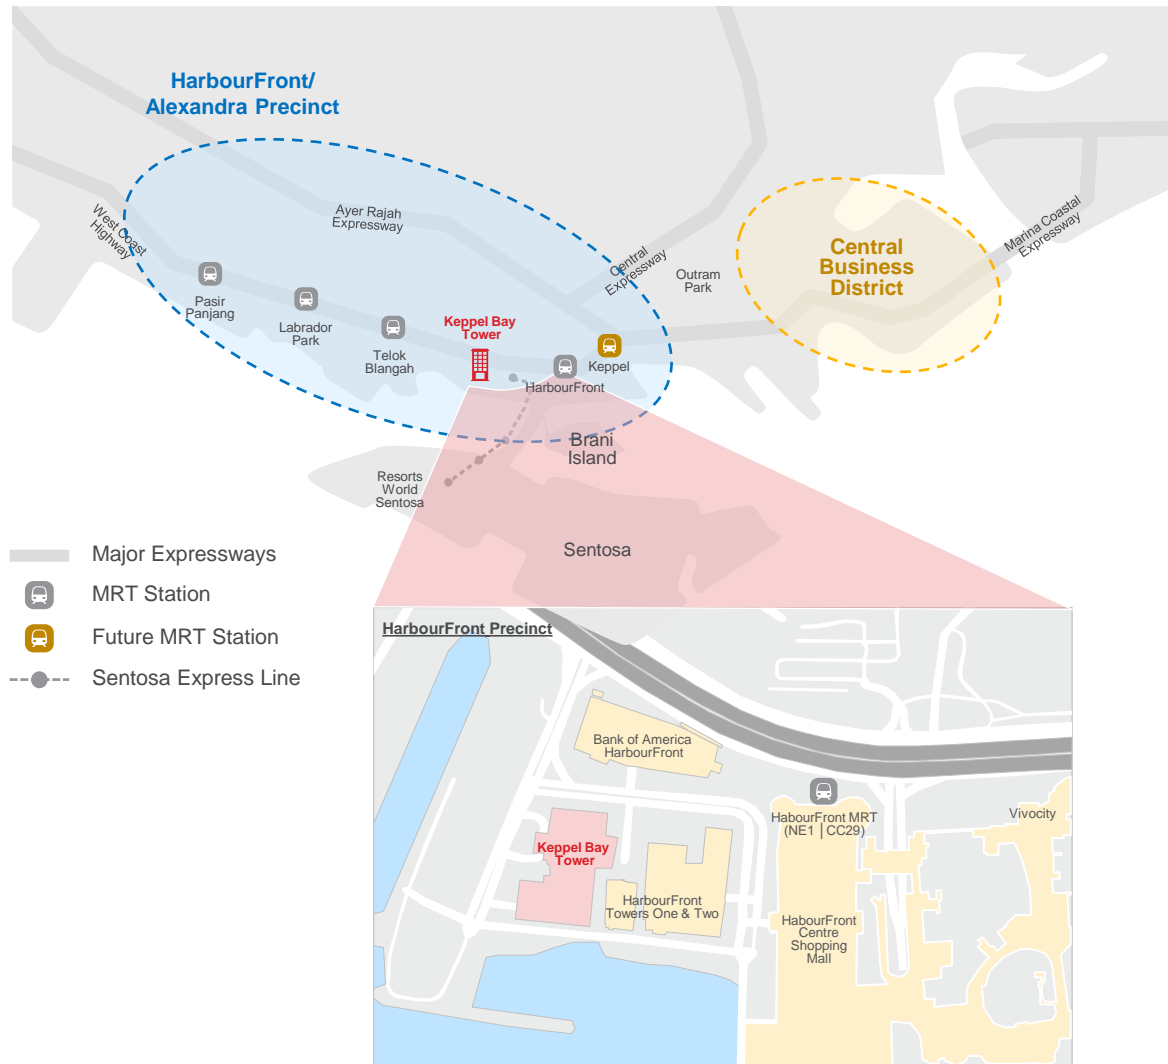 HarbourFront/
Alexandra Precinct
Ayer Rajah
Expressway
West Coast
Highway
Central
Expressway
Outram
Park
Central
Business
District
Marina Coastal
Expressway
Pasir
Panjang
Labrador
Park
Telok
Blangah
Keppel Bay
Tower
Keppel
HarbourFront
Brani
Island
Resorts
World
Sentosa
Sentosa
Major Expressways
MRT Station
Future MRT Station
Sentosa Express Line
HarbourFront Precinct
Bank of America
HarbourFront
HabourFront MRT
(NE1 | CC29)
Vivocity
Keppel Bay
Tower
HarbourFront
Towers One & Two
HabourFront
Centre
Shopping
Mall